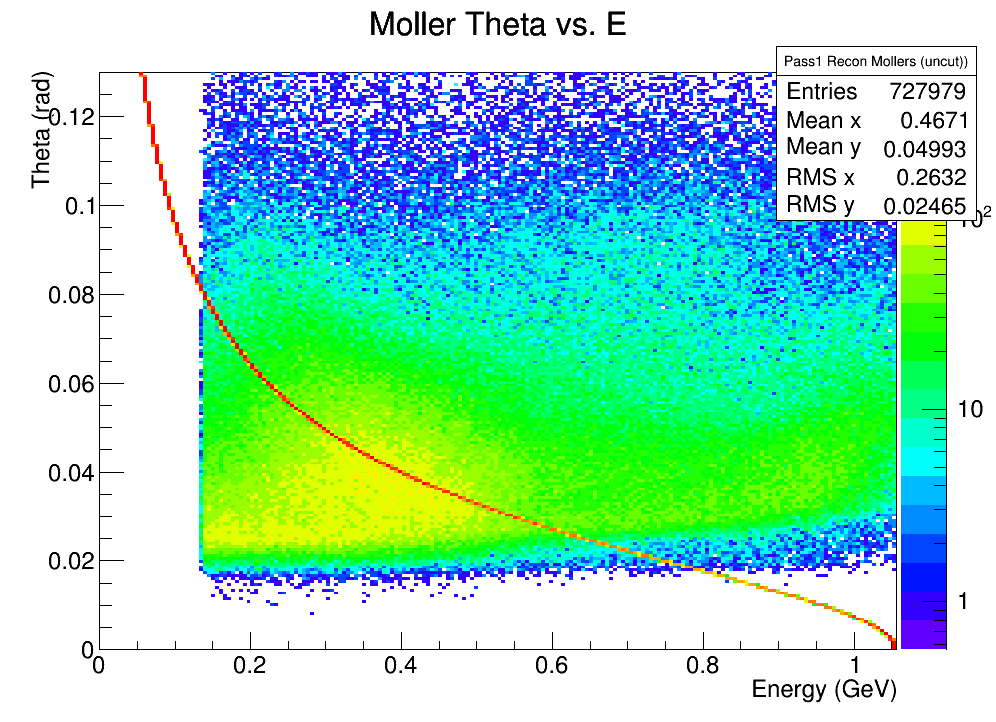 Moller Theta vs. E
Pass1 Recon Mollers (uncut))
Entries 727979
Mean x 0.4671
Mean y 0.04993
RMS x 0.2632
RMS y 0.02465
Theta (rad)
0.12
0.1
0.08
0.06
0.04
0.02
0
0 0.2 0.4 0.6 0.8 1
Energy (GeV)
10²
10
1